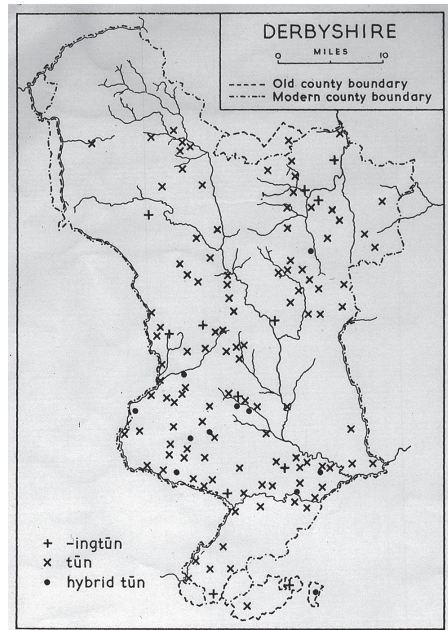 DERBYSHIRE
MILES
0 10
Old county boundary
Modern county boundary
+ -ingtūn
× tūn
• hybrid tūn